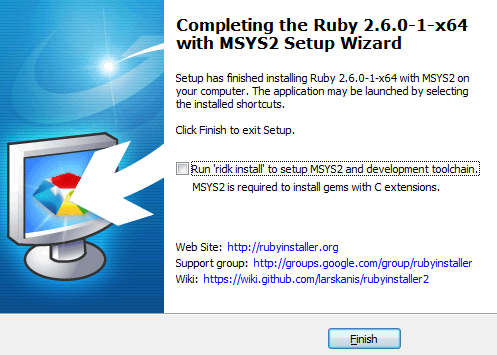 Completing the Ruby 2.6.0-1-x64
with MSYS2 Setup Wizard
Setup has finished installing Ruby 2.6.0-1-x64 with MSYS2 on
your computer. The application may be launched by selecting
the installed shortcuts.
Click Finish to exit Setup.
Run 'ridk install' to setup MSYS2 and development toolchain.
MSYS2 is required to install gems with C extensions.
Web Site: http://rubyinstaller.org
Support group: http://groups.google.com/group/rubyinstaller
Wiki: https://wiki.github.com/larskanis/rubyinstaller2
Finish